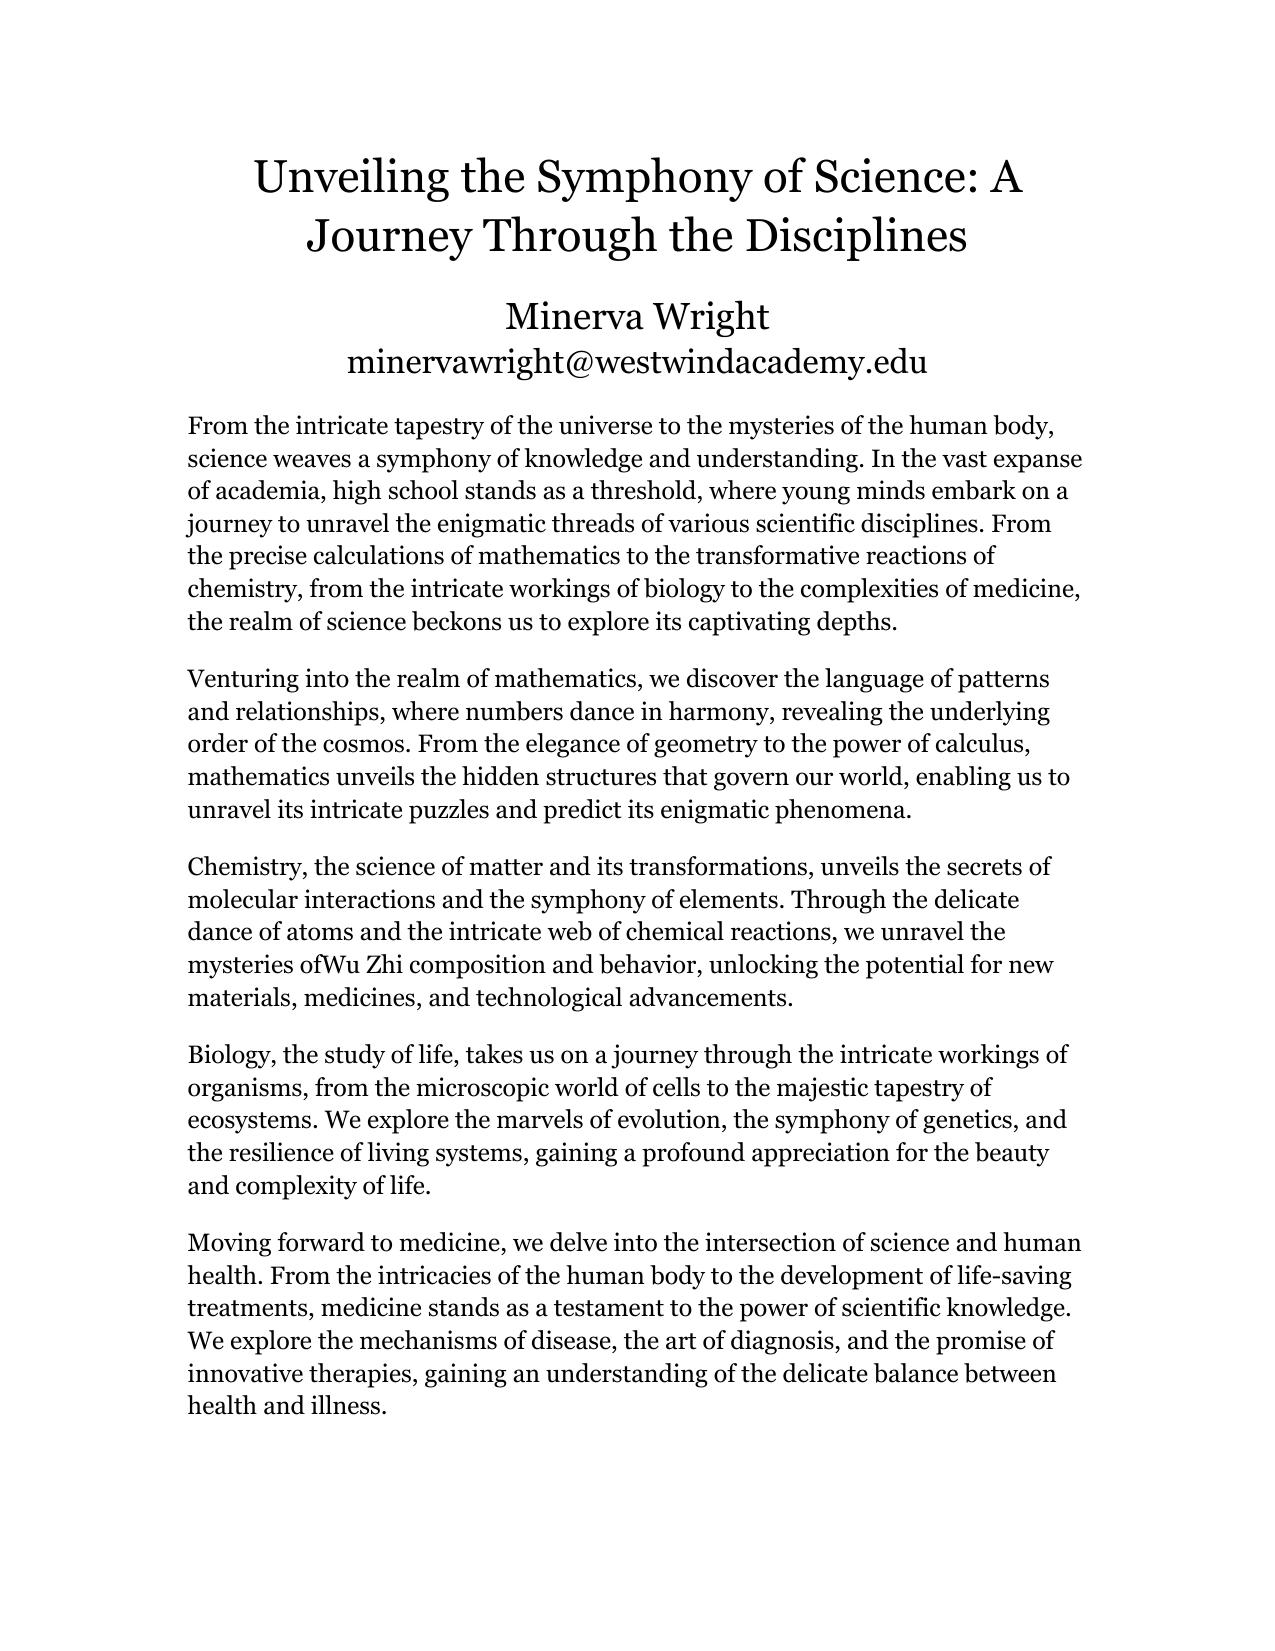 Unveiling the Symphony of Science: A
Journey Through the Disciplines
Minerva Wright
minervawright@westwindacademy.edu
From the intricate tapestry of the universe to the mysteries of the human body,
science weaves a symphony of knowledge and understanding. In the vast expanse
of academia, high school stands as a threshold, where young minds embark on a
journey to unravel the enigmatic threads of various scientific disciplines. From
the precise calculations of mathematics to the transformative reactions of
chemistry, from the intricate workings of biology to the complexities of medicine,
the realm of science beckons us to explore its captivating depths.
Venturing into the realm of mathematics, we discover the language of patterns
and relationships, where numbers dance in harmony, revealing the underlying
order of the cosmos. From the elegance of geometry to the power of calculus,
mathematics unveils the hidden structures that govern our world, enabling us to
unravel its intricate puzzles and predict its enigmatic phenomena.
Chemistry, the science of matter and its transformations, unveils the secrets of
molecular interactions and the symphony of elements. Through the delicate
dance of atoms and the intricate web of chemical reactions, we unravel the
mysteries ofWu Zhi composition and behavior, unlocking the potential for new
materials, medicines, and technological advancements.
Biology, the study of life, takes us on a journey through the intricate workings of
organisms, from the microscopic world of cells to the majestic tapestry of
ecosystems. We explore the marvels of evolution, the symphony of genetics, and
the resilience of living systems, gaining a profound appreciation for the beauty
and complexity of life.
Moving forward to medicine, we delve into the intersection of science and human
health. From the intricacies of the human body to the development of life-saving
treatments, medicine stands as a testament to the power of scientific knowledge.
We explore the mechanisms of disease, the art of diagnosis, and the promise of
innovative therapies, gaining an understanding of the delicate balance between
health and illness.